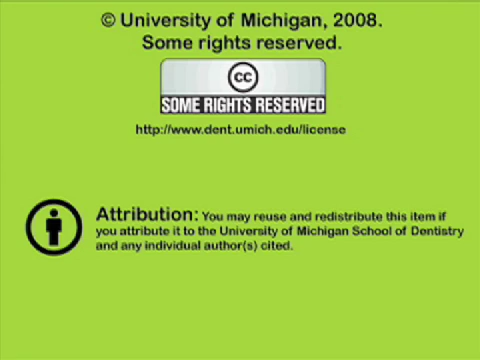 © University of Michigan, 2008.
Some rights reserved.
cc
SOME RIGHTS RESERVED
http://www.dent.umich.edu/license
Attribution: You may reuse and redistribute this item if
you attribute it to the University of Michigan School of Dentistry
and any individual author(s) cited.